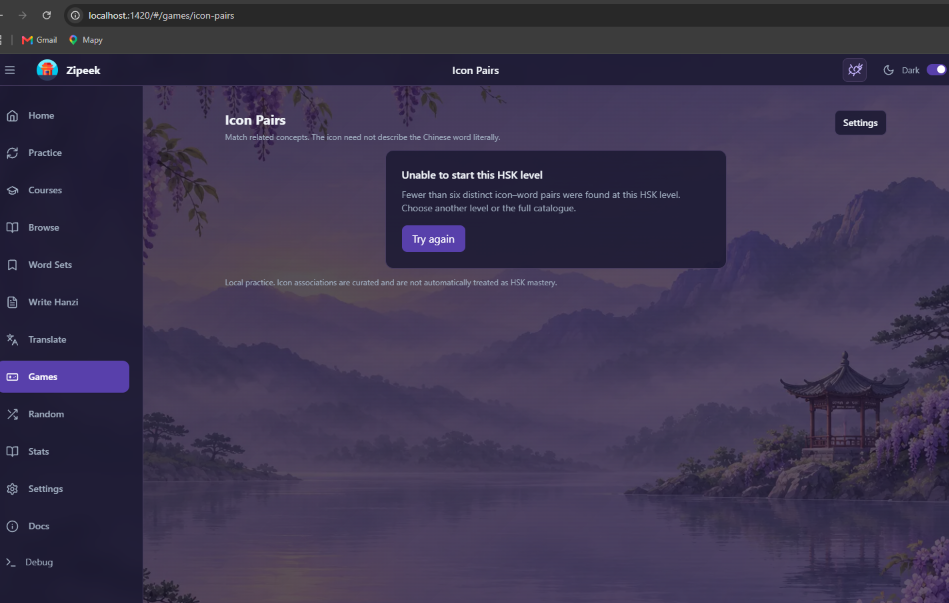 localhost:1420/#/games/icon-pairs
Gmail
Mapy
Zipeek
Icon Pairs
Dark
Home
Practice
Courses
Browse
Word Sets
Write Hanzi
Translate
Games
Random
Stats
Settings
Docs
Debug
Icon Pairs
Match related concepts. The icon need not describe the Chinese word literally.
Settings
Unable to start this HSK level
Fewer than six distinct icon–word pairs were found at this HSK level.
Choose another level or the full catalogue.
Try again
Local practice. Icon associations are curated and are not automatically treated as HSK mastery.